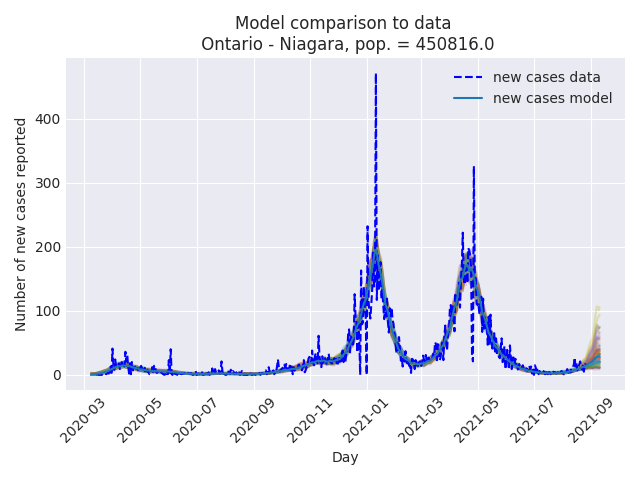 Model comparison to data
Ontario - Niagara, pop. = 450816.0
new cases data
new cases model
Number of new cases reported
400
300
200
100
0
2020-03
2020-05
2020-07
2020-09
2020-11
2021-01
2021-03
2021-05
2021-07
2021-09
Day